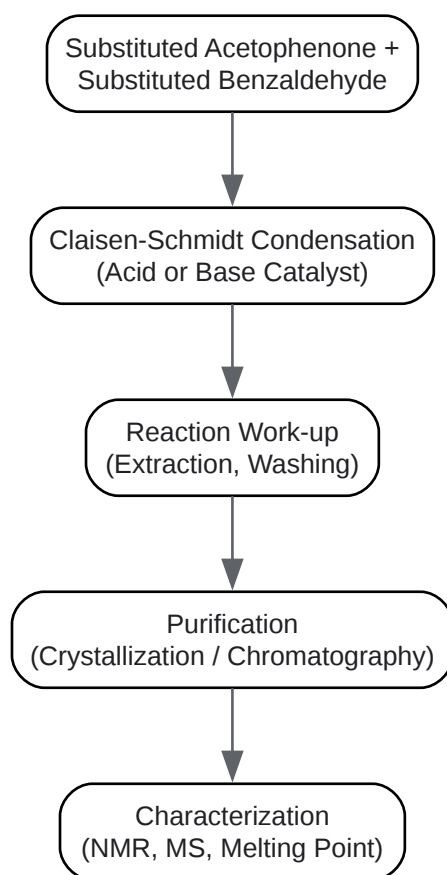 Substituted Acetophenone +
Substituted Benzaldehyde
Claisen-Schmidt Condensation
(Acid or Base Catalyst)
Reaction Work-up
(Extraction, Washing)
Purification
(Crystallization / Chromatography)
Characterization
(NMR, MS, Melting Point)